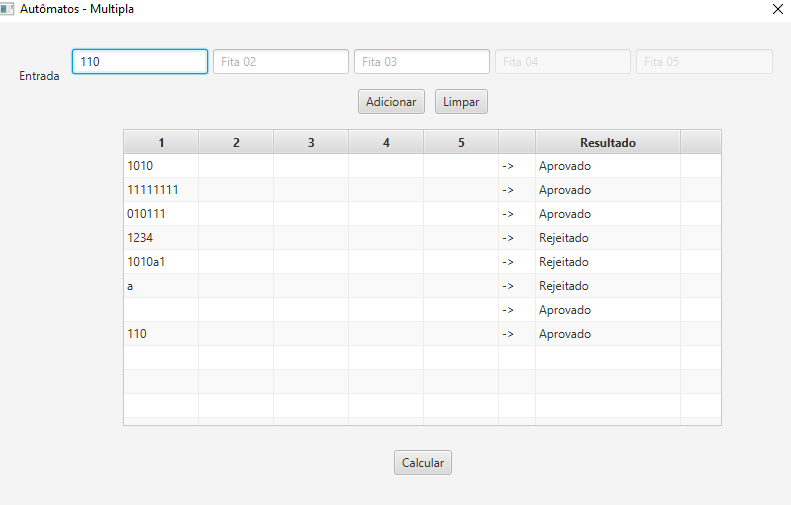 Autômatos - Multipla
Entrada 110 Fita 02 Fita 03 Fita 04 Fita 05
Adicionar Limpar
1 2 3 4 5 Resultado
1010 -> Aprovado
11111111 -> Aprovado
010111 -> Aprovado
1234 -> Rejeitado
1010a1 -> Rejeitado
a -> Rejeitado
-> Aprovado
110 -> Aprovado
Calcular